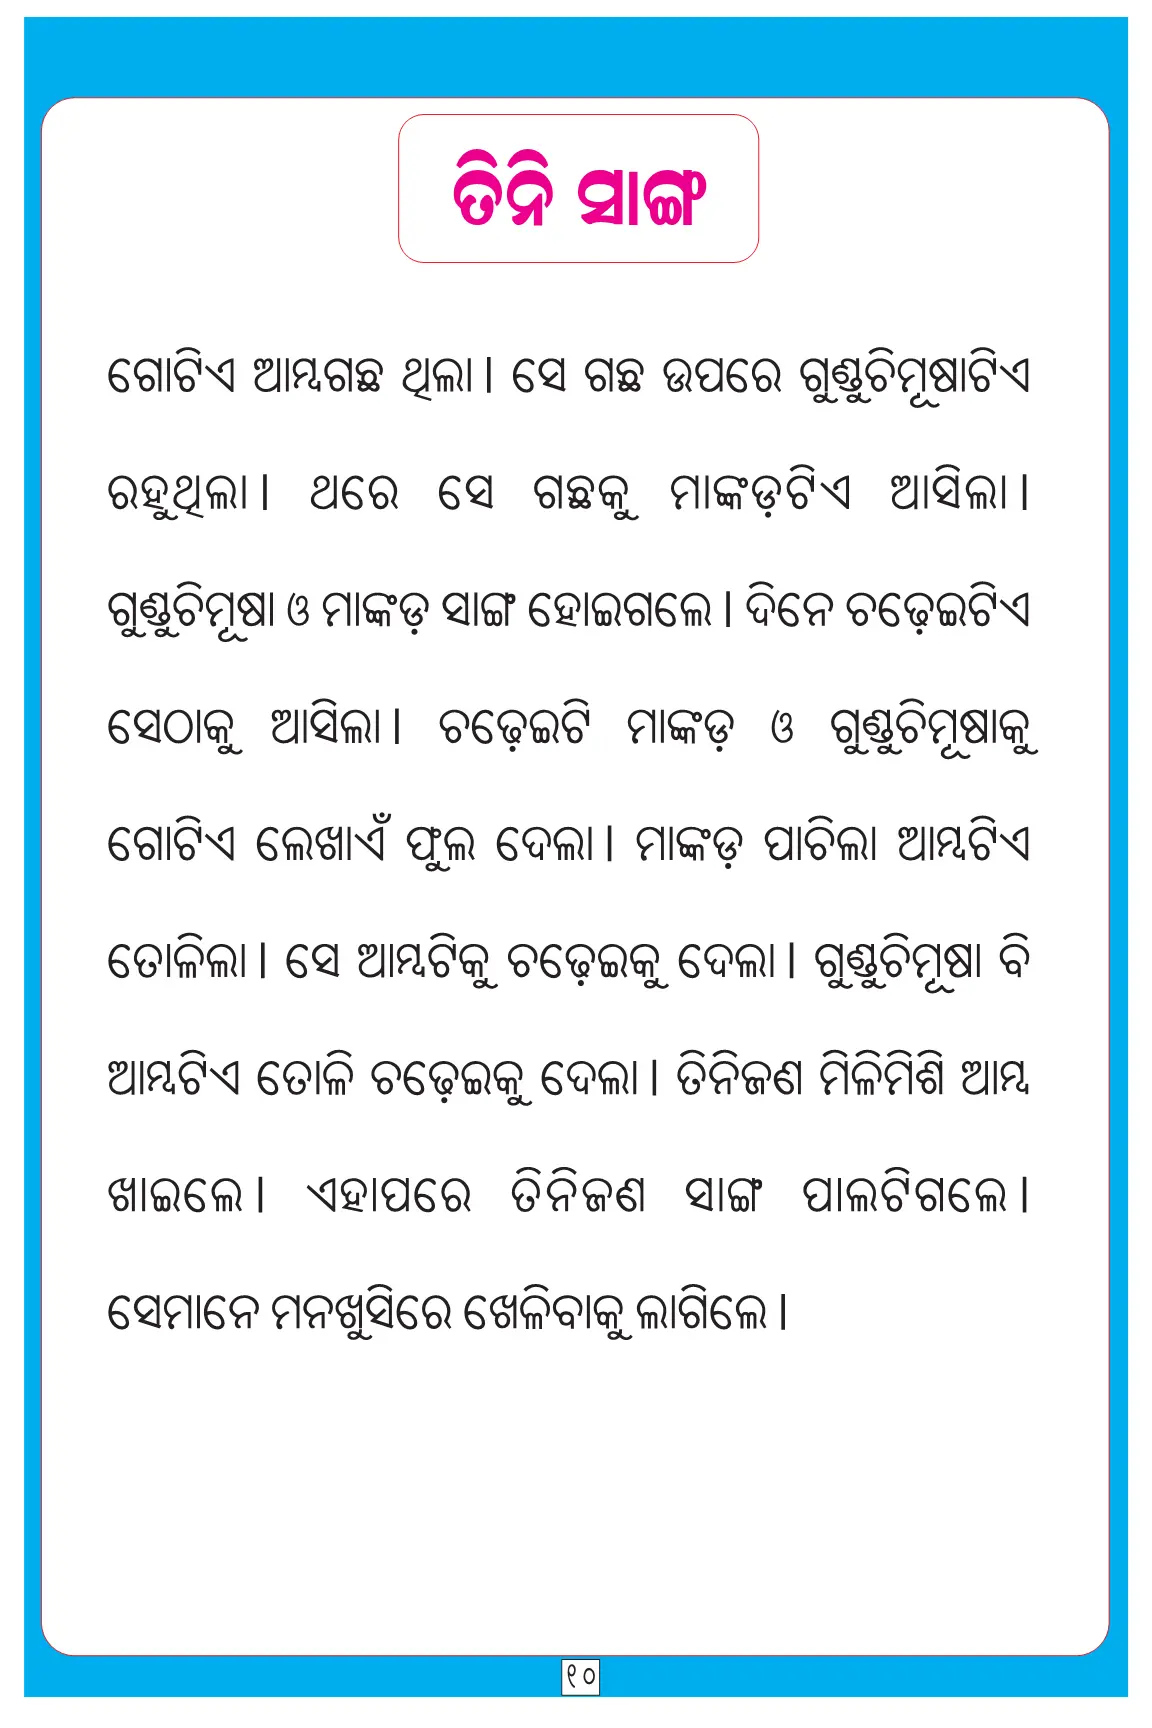 ତିନି ସାଙ୍ଗ
ଗୋଟିଏ ଆମ୍ବଗଛ ଥିଲା। ସେ ଗଛ ଉପରେ ଗୁଣ୍ଡୁଚିମୂଷାଟିଏ
ରହୁଥିଲା। ଥରେ ସେ ଗଛକୁ ମାଙ୍କଡ଼ଟିଏ ଆସିଲା।
ଗୁଣ୍ଡୁଚିମୂଷା ଓ ମାଙ୍କଡ଼ ସାଙ୍ଗ ହୋଇଗଲେ। ଦିନେ ଚଢ଼େଇଟିଏ
ସେଠାକୁ ଆସିଲା। ଚଢ଼େଇଟି ମାଙ୍କଡ଼ ଓ ଗୁଣ୍ଡୁଚିମୂଷାକୁ
ଗୋଟିଏ ଲେଖାଏଁ ଫୁଲ ଦେଲା। ମାଙ୍କଡ଼ ପାଚିଲା ଆମ୍ବଟିଏ
ତୋଳିଲା। ସେ ଆମ୍ବଟିକୁ ଚଢ଼େଇକୁ ଦେଲା। ଗୁଣ୍ଡୁଚିମୂଷା ବି
ଆମ୍ବଟିଏ ତୋଳି ଚଢ଼େଇକୁ ଦେଲା। ତିନିଜଣ ମିଳିମିଶି ଆମ୍ବ
ଖାଇଲେ। ଏହାପରେ ତିନିଜଣ ସାଙ୍ଗ ପାଲଟିଗଲେ।
ସେମାନେ ମନଖୁସିରେ ଖେଳିବାକୁ ଲାଗିଲେ।
୧୦